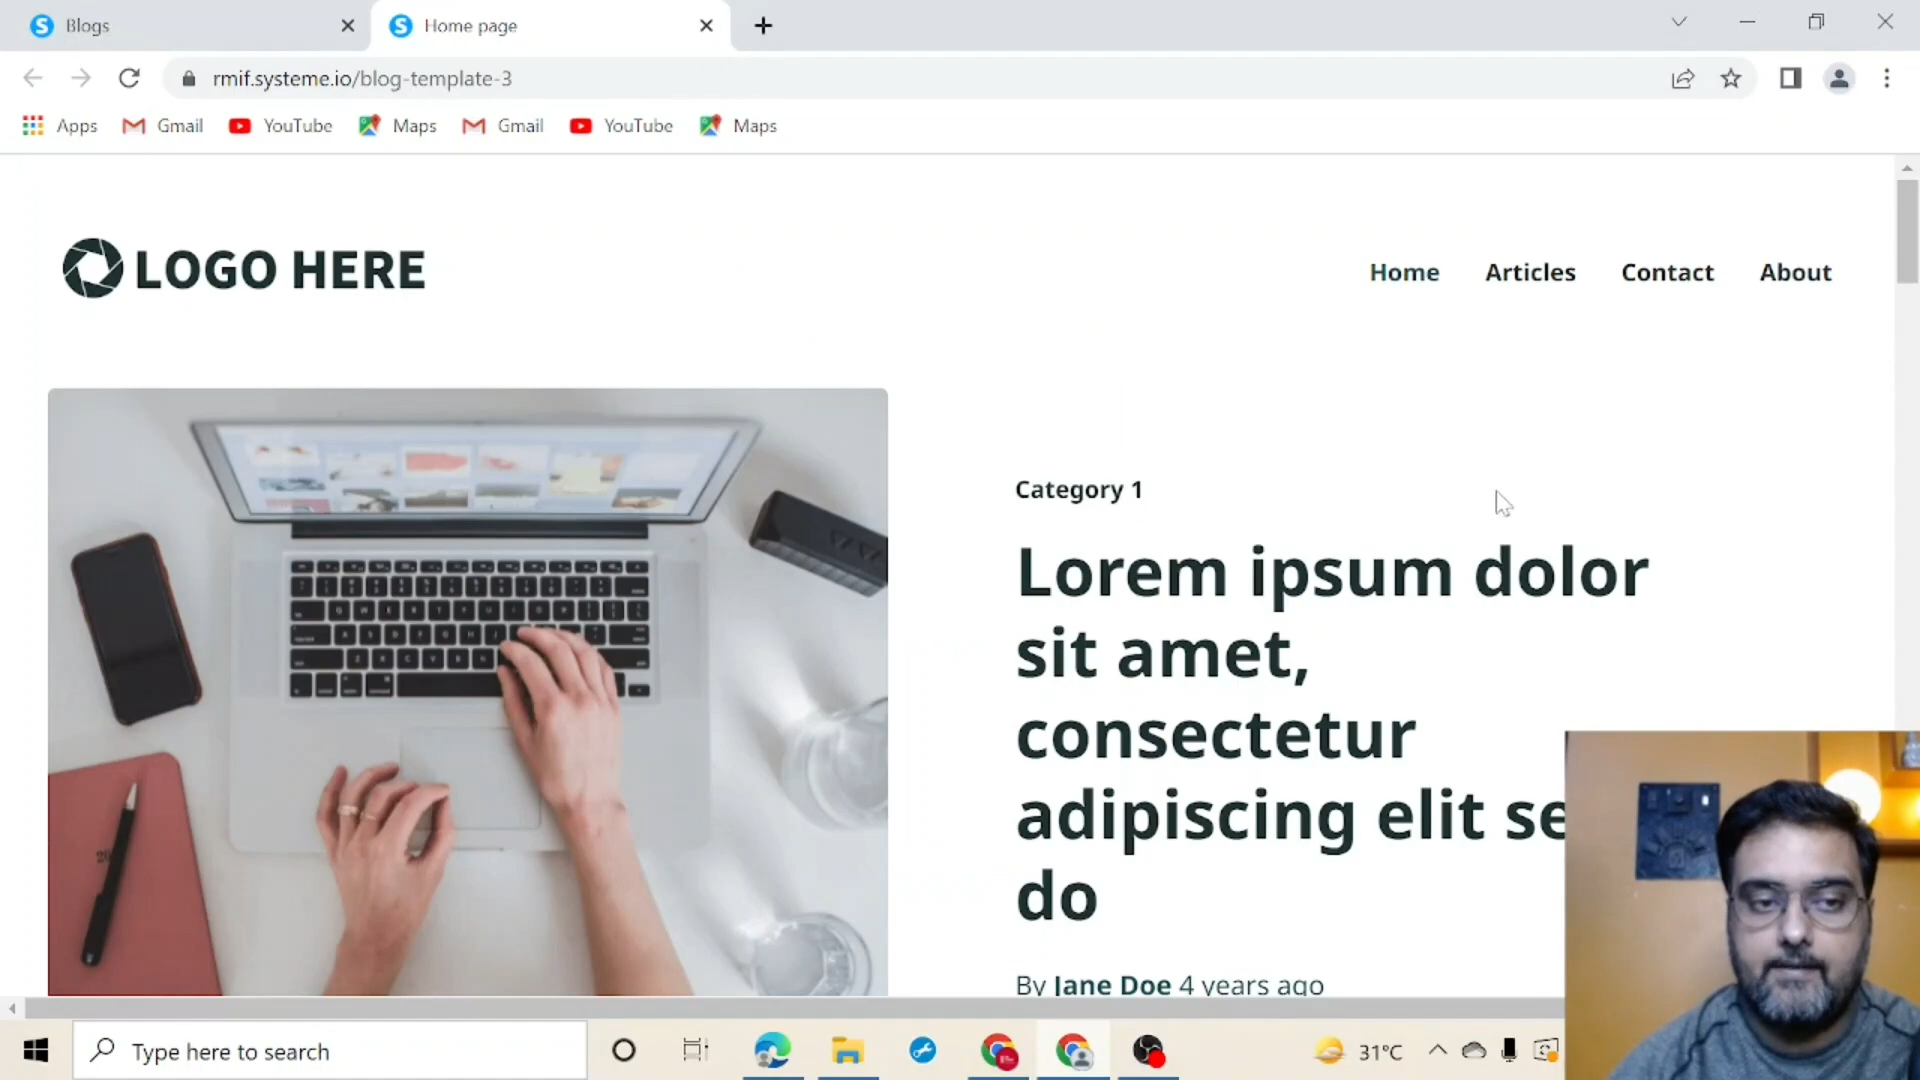 Blogs
Home page
rmif.systeme.io/blog-template-3
Apps Gmail YouTube Maps Gmail YouTube Maps
LOGO HERE
Home Articles Contact About
Category 1
Lorem ipsum dolor
sit amet,
consectetur
adipiscing elit se
do
By Jane Doe 4 years ago
Type here to search
31°C